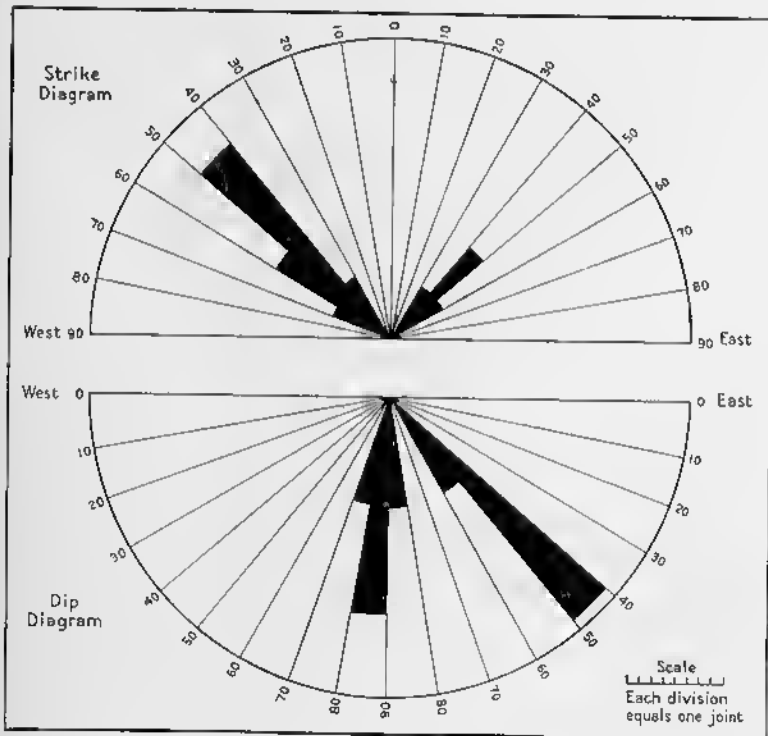 Strike
Diagram
50 40 30 20 10 0 10 20 30 40 50
60 60
70 70
80 80
West 90 90 East
West 0 0 East
10 10
20 20
30 30
40 40
Dip
Diagram
50 60 70 80 90 80 70 60 50
Scale
Each division
equals one joint